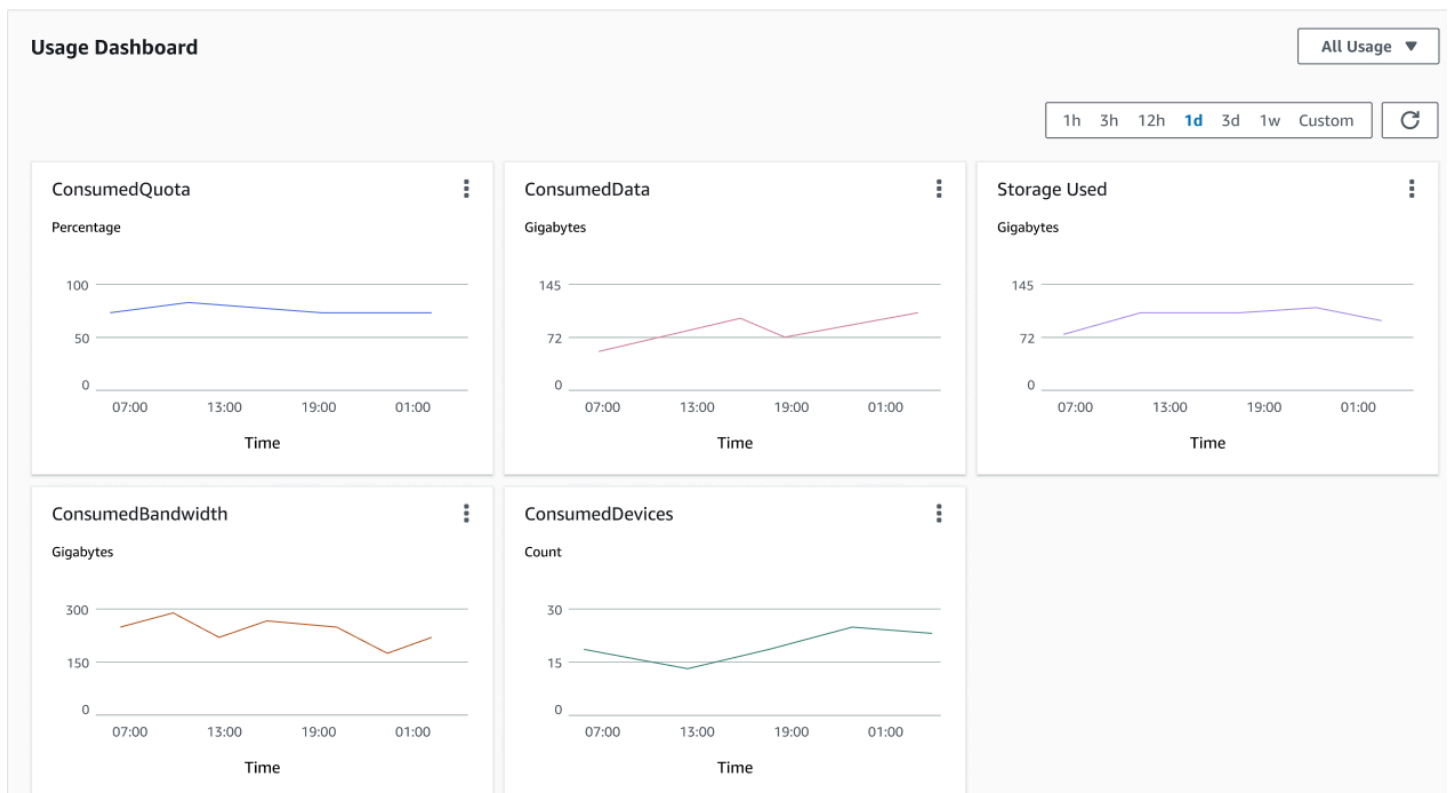 Usage Dashboard
All Usage
1h 3h 12h 1d 3d 1w Custom
ConsumedQuota
Percentage
100
50
0
07:00 13:00 19:00 01:00
Time
ConsumedData
Gigabytes
145
72
0
07:00 13:00 19:00 01:00
Time
Storage Used
Gigabytes
145
72
0
07:00 13:00 19:00 01:00
Time
ConsumedBandwidth
Gigabytes
300
150
0
07:00 13:00 19:00 01:00
Time
ConsumedDevices
Count
30
15
0
07:00 13:00 19:00 01:00
Time